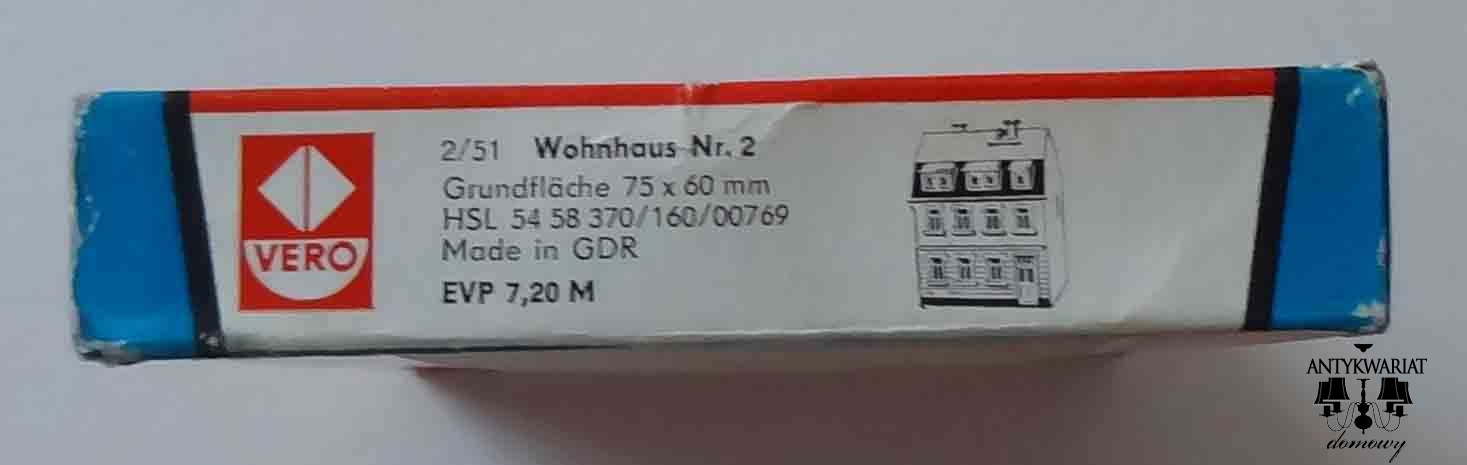 VERO
2/51 Wohnhaus Nr. 2
Grundfläche 75 x 60 mm
HSL 54 58 370/160/00769
Made in GDR
EVP 7,20 M
ANTYKWARIAT
domowy